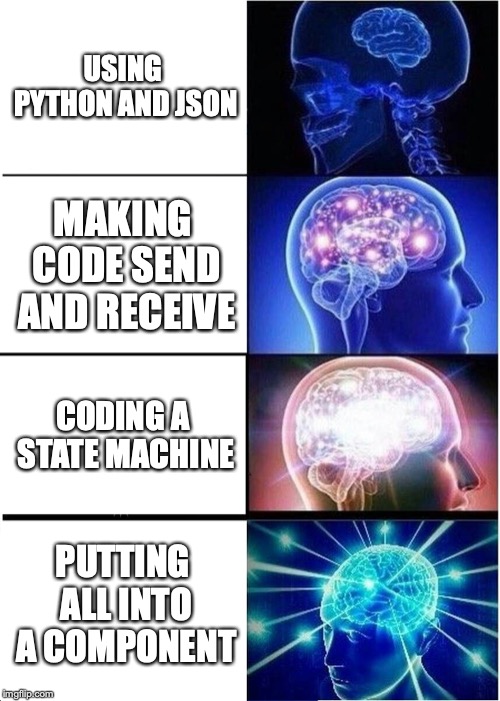 USING
PYTHON AND JSON
MAKING
CODE SEND
AND RECEIVE
CODING A
STATE MACHINE
PUTTING
ALL INTO
A COMPONENT
imgflip.com